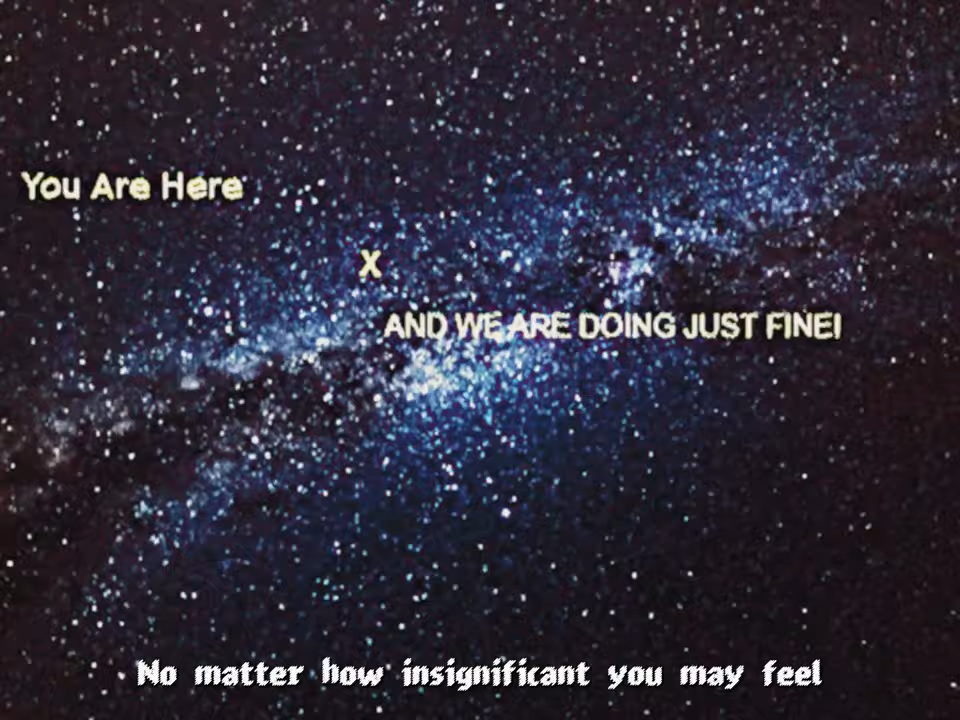 You Are Here
X
AND WE ARE DOING JUST FINE!
No matter how insignificant you may feel